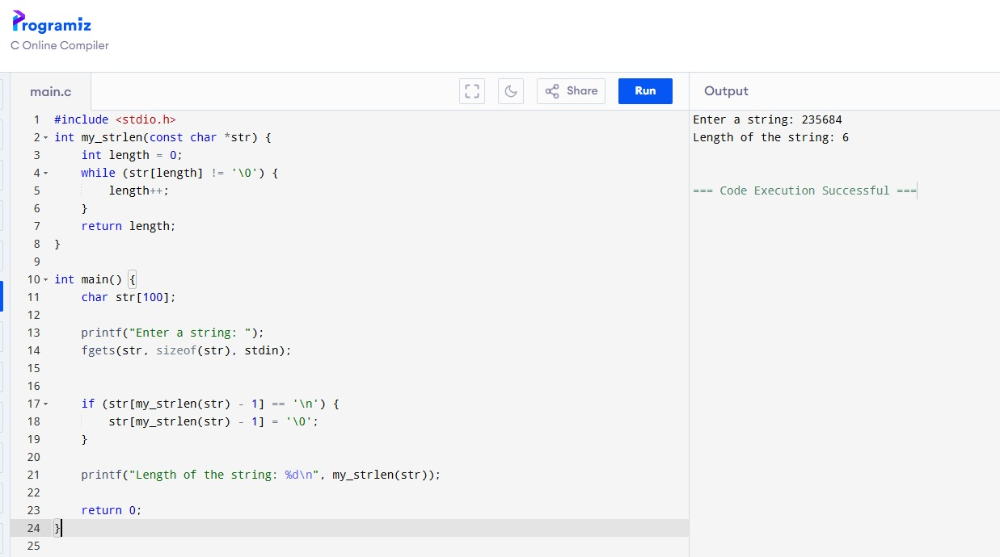 Programiz
C Online Compiler
main.c
Share
Run
Output
1 #include <stdio.h>
2 int my_strlen(const char *str) {
3     int length = 0;
4     while (str[length] != '\0') {
5         length++;
6     }
7     return length;
8 }
9
10 int main() {
11     char str[100];
12
13     printf("Enter a string: ");
14     fgets(str, sizeof(str), stdin);
15
16
17     if (str[my_strlen(str) - 1] == '\n') {
18         str[my_strlen(str) - 1] = '\0';
19     }
20
21     printf("Length of the string: %d\n", my_strlen(str));
22
23     return 0;
24 }
25
Enter a string: 235684
Length of the string: 6
=== Code Execution Successful ===